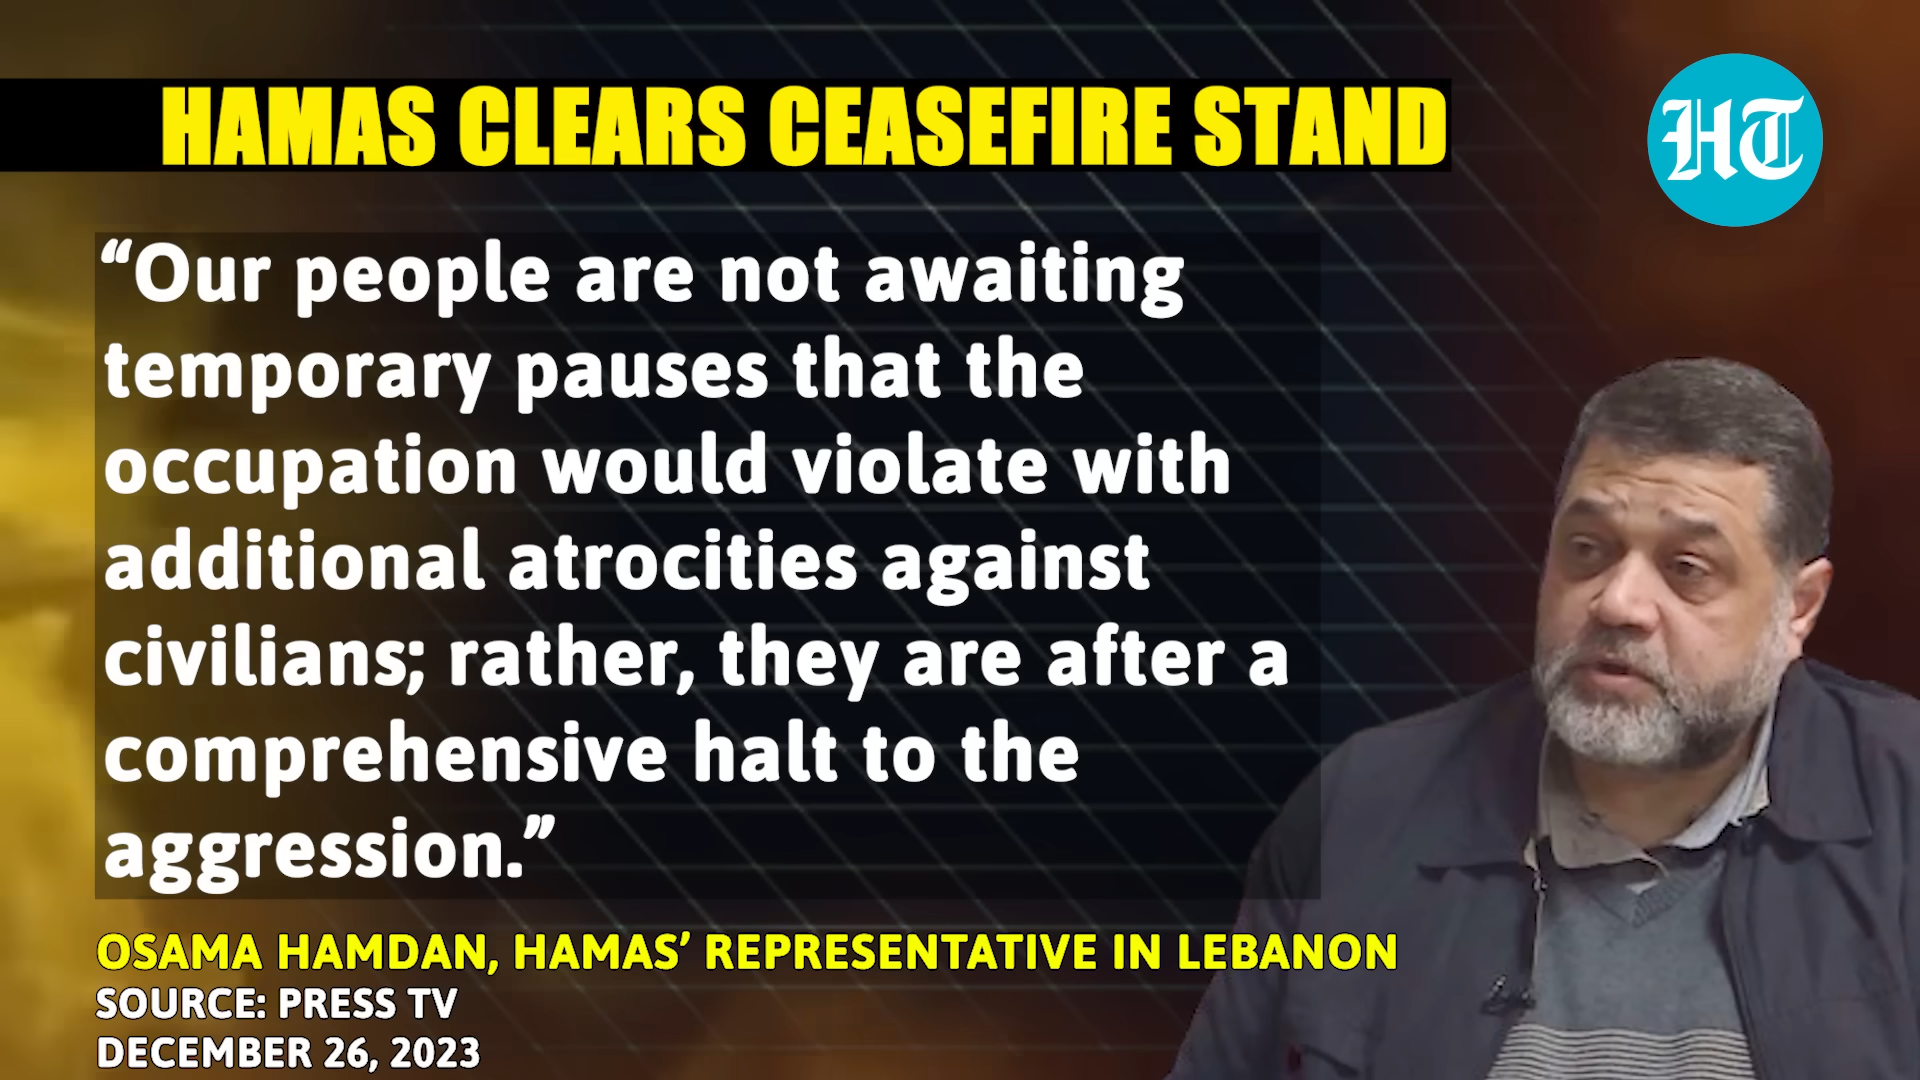 HAMAS CLEARS CEASEFIRE STAND
HT
“Our people are not awaiting
temporary pauses that the
occupation would violate with
additional atrocities against
civilians; rather, they are after a
comprehensive halt to the
aggression.”
OSAMA HAMDAN, HAMAS’ REPRESENTATIVE IN LEBANON
SOURCE: PRESS TV
DECEMBER 26, 2023